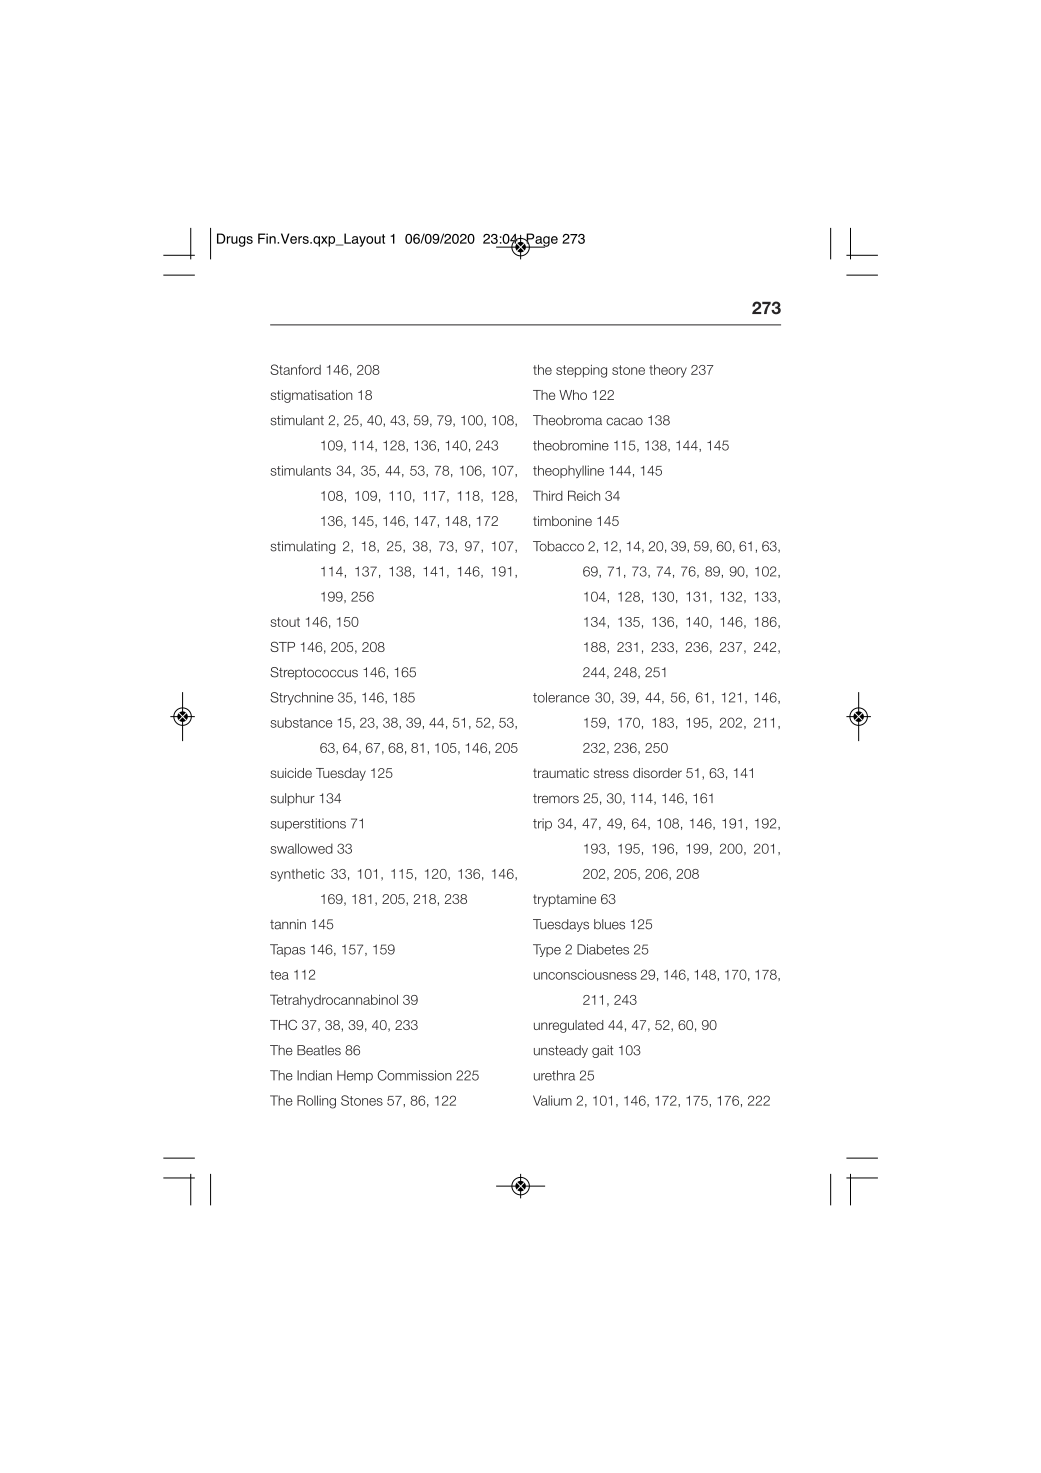 Drugs Fin.Vers.qxp_Layout 1 06/09/2020 23:04 Page 273
273
Stanford 146, 208
stigmatisation 18
stimulant 2, 25, 40, 43, 59, 79, 100, 108,
109, 114, 128, 136, 140, 243
stimulants 34, 35, 44, 53, 78, 106, 107,
108, 109, 110, 117, 118, 128,
136, 145, 146, 147, 148, 172
stimulating 2, 18, 25, 38, 73, 97, 107,
114, 137, 138, 141, 146, 191,
199, 256
stout 146, 150
STP 146, 205, 208
Streptococcus 146, 165
Strychnine 35, 146, 185
substance 15, 23, 38, 39, 44, 51, 52, 53,
63, 64, 67, 68, 81, 105, 146, 205
suicide Tuesday 125
sulphur 134
superstitions 71
swallowed 33
synthetic 33, 101, 115, 120, 136, 146,
169, 181, 205, 218, 238
tannin 145
Tapas 146, 157, 159
tea 112
Tetrahydrocannabinol 39
THC 37, 38, 39, 40, 233
The Beatles 86
The Indian Hemp Commission 225
The Rolling Stones 57, 86, 122
the stepping stone theory 237
The Who 122
Theobroma cacao 138
theobromine 115, 138, 144, 145
theophylline 144, 145
Third Reich 34
timbonine 145
Tobacco 2, 12, 14, 20, 39, 59, 60, 61, 63,
69, 71, 73, 74, 76, 89, 90, 102,
104, 128, 130, 131, 132, 133,
134, 135, 136, 140, 146, 186,
188, 231, 233, 236, 237, 242,
244, 248, 251
tolerance 30, 39, 44, 56, 61, 121, 146,
159, 170, 183, 195, 202, 211,
232, 236, 250
traumatic stress disorder 51, 63, 141
tremors 25, 30, 114, 146, 161
trip 34, 47, 49, 64, 108, 146, 191, 192,
193, 195, 196, 199, 200, 201,
202, 205, 206, 208
tryptamine 63
Tuesdays blues 125
Type 2 Diabetes 25
unconsciousness 29, 146, 148, 170, 178,
211, 243
unregulated 44, 47, 52, 60, 90
unsteady gait 103
urethra 25
Valium 2, 101, 146, 172, 175, 176, 222